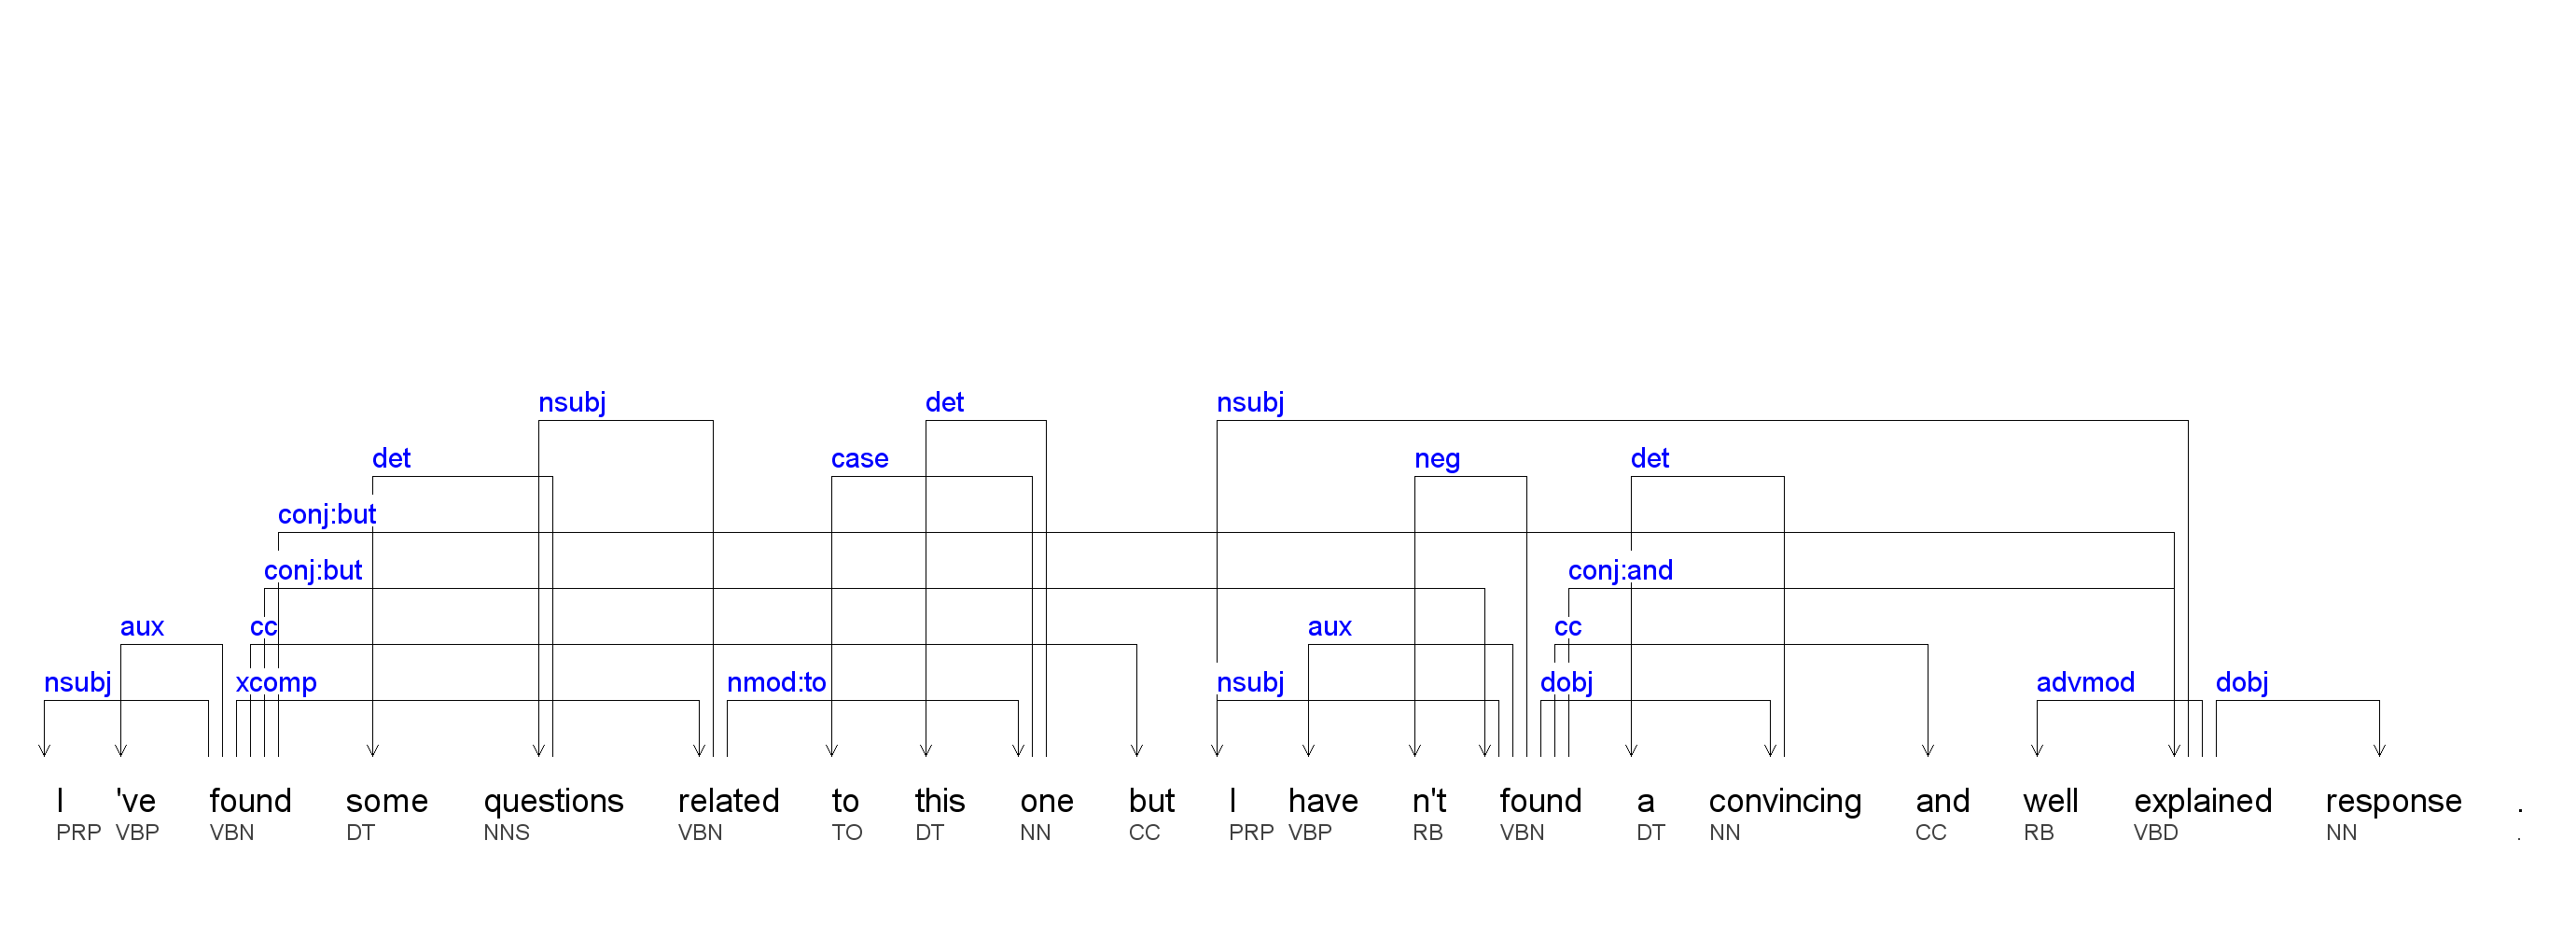 nsubj det nsubj
det case neg det
conj:but
conj:but conj:and
aux cc aux cc
nsubj xcomp nmod:to nsubj dobj advmod dobj
I 've found some questions related to this one but I have n't found a convincing and well explained response .
PRP VBP VBN DT NNS VBN TO DT NN CC PRP VBP RB VBN DT NN CC RB VBD NN .